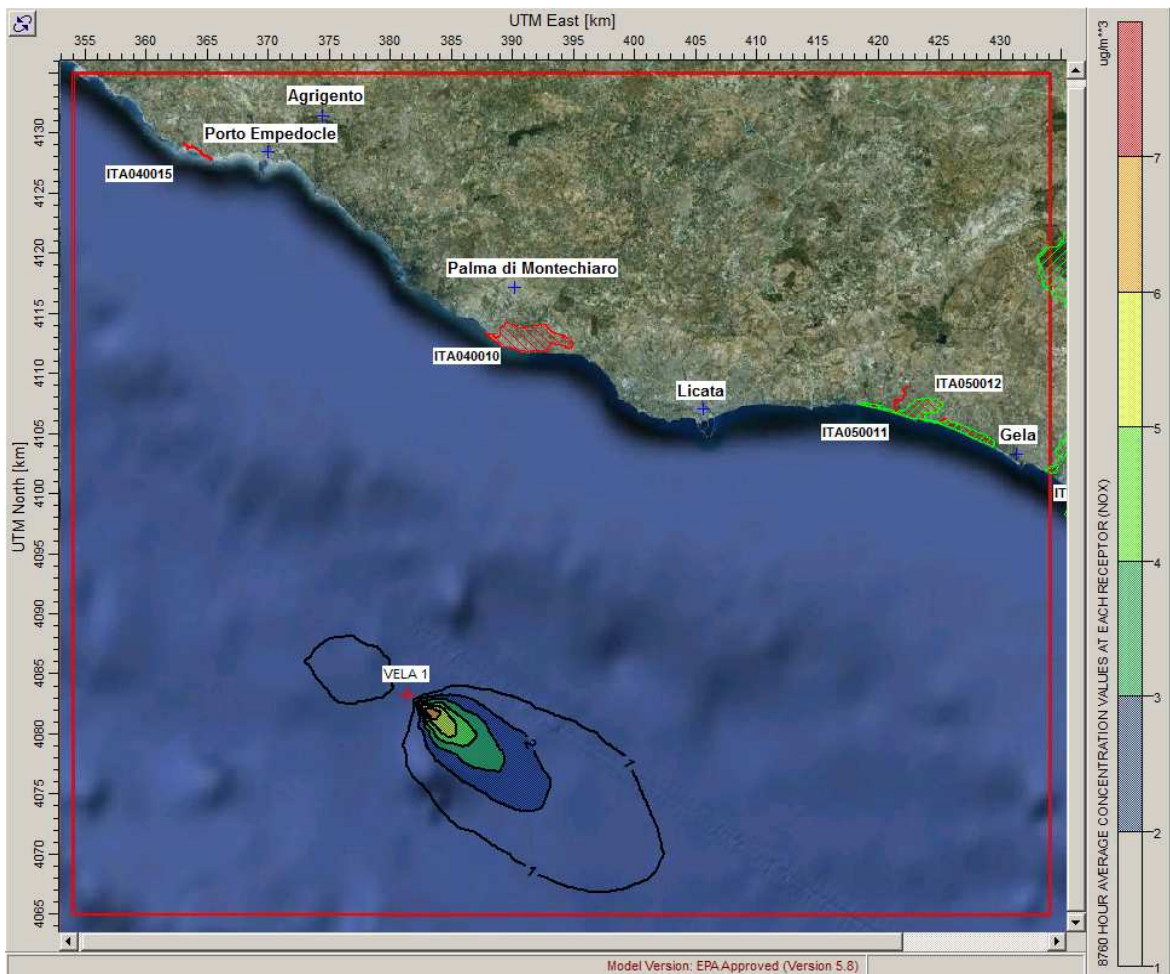 UTM East [km]
355 360 365 370 375 380 385 390 395 400 405 410 415 420 425 430
UTM North [km]
4130
4125
4120
4115
4110
4105
4100
4095
4090
4085
4080
4075
4070
4065
Agrigento
Porto Empedocle
ITA040015
Palma di Montechiaro
ITA040010
Licata
ITA050012
ITA050011
Gela
IT
VELA 1
2
1
1
ug/m**3
7
6
5
4
3
2
1
8760 HOUR AVERAGE CONCENTRATION VALUES AT EACH RECEPTOR (NOX)
Model Version: EPA Approved (Version 5.8)